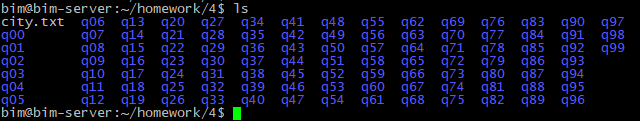 bim@bim-server:~/homework/4$ ls
city.txt  q06  q13  q20  q27  q34  q41  q48  q55  q62  q69  q76  q83  q90  q97
q00       q07  q14  q21  q28  q35  q42  q49  q56  q63  q70  q77  q84  q91  q98
q01       q08  q15  q22  q29  q36  q43  q50  q57  q64  q71  q78  q85  q92  q99
q02       q09  q16  q23  q30  q37  q44  q51  q58  q65  q72  q79  q86  q93
q03       q10  q17  q24  q31  q38  q45  q52  q59  q66  q73  q80  q87  q94
q04       q11  q18  q25  q32  q39  q46  q53  q60  q67  q74  q81  q88  q95
q05       q12  q19  q26  q33  q40  q47  q54  q61  q68  q75  q82  q89  q96
bim@bim-server:~/homework/4$